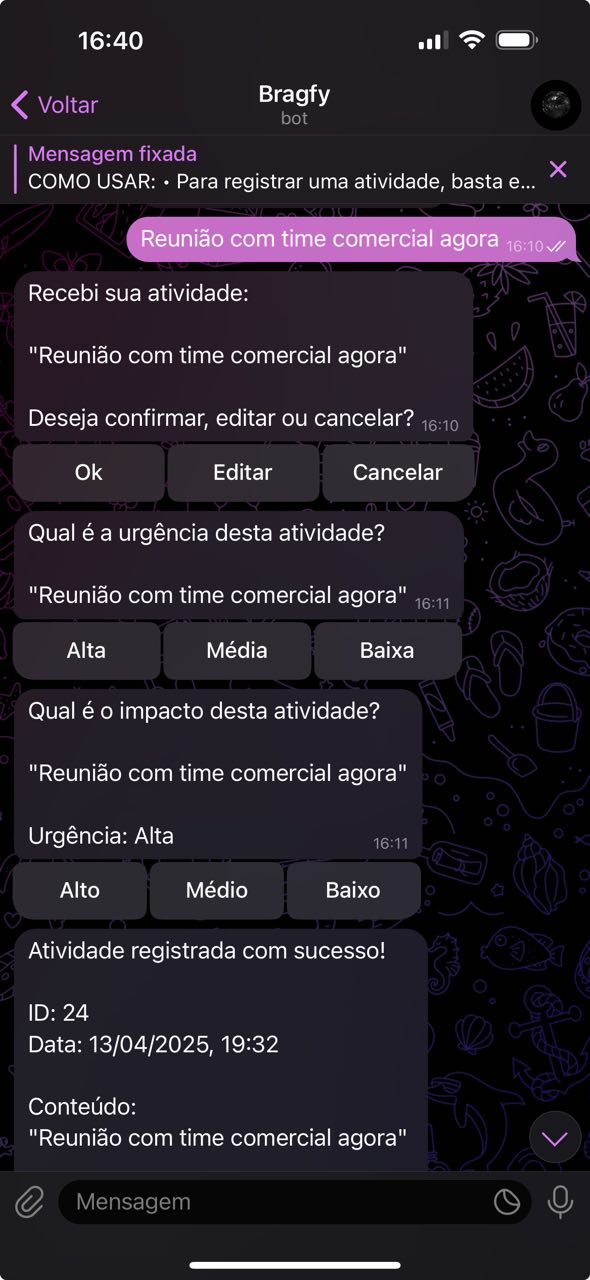 16:40
Voltar
Bragfy
bot
Mensagem fixada
COMO USAR: • Para registrar uma atividade, basta e...
Reunião com time comercial agora 16:10
Recebi sua atividade:
"Reunião com time comercial agora"
Deseja confirmar, editar ou cancelar? 16:10
Ok Editar Cancelar
Qual é a urgência desta atividade?
"Reunião com time comercial agora" 16:11
Alta Média Baixa
Qual é o impacto desta atividade?
"Reunião com time comercial agora"
Urgência: Alta 16:11
Alto Médio Baixo
Atividade registrada com sucesso!
ID: 24
Data: 13/04/2025, 19:32
Conteúdo:
"Reunião com time comercial agora"
Mensagem